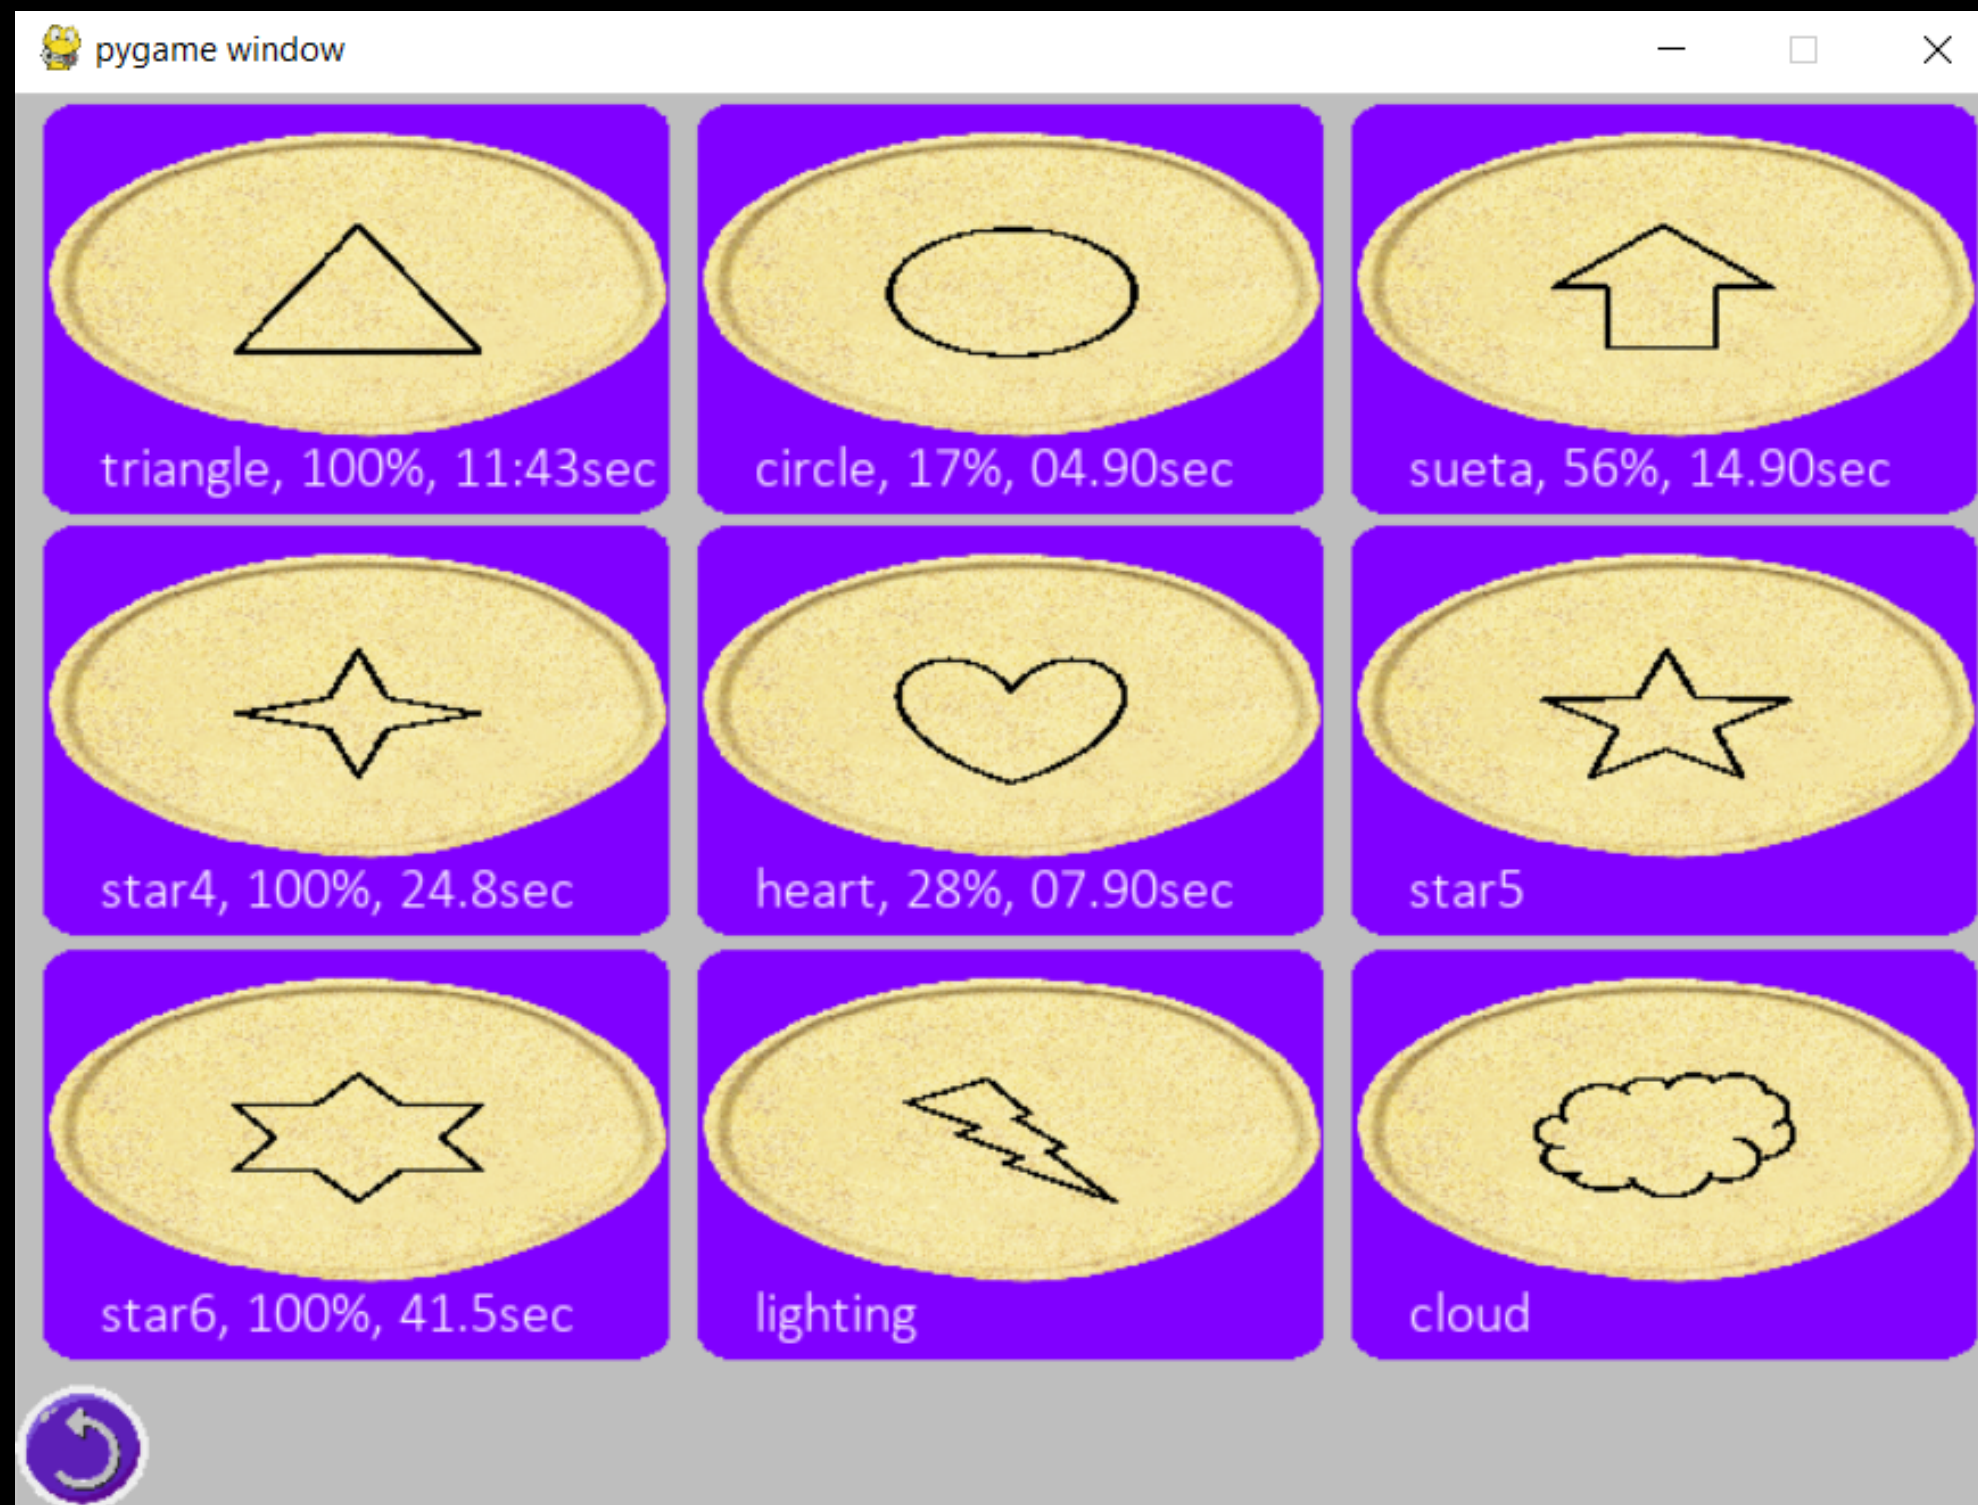 pygame window
triangle, 100%, 11:43sec
circle, 17%, 04.90sec
sueta, 56%, 14.90sec
star4, 100%, 24.8sec
heart, 28%, 07.90sec
star5
star6, 100%, 41.5sec
lighting
cloud